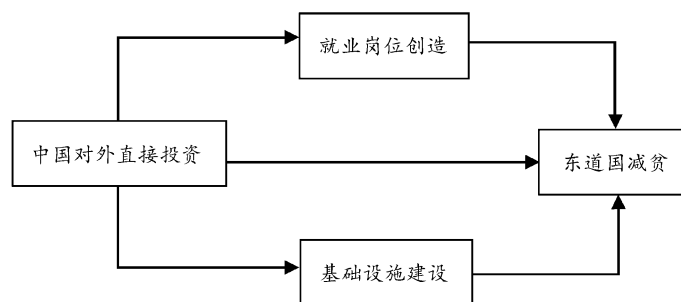 就业岗位创造
中国对外直接投资
东道国减贫
基础设施建设